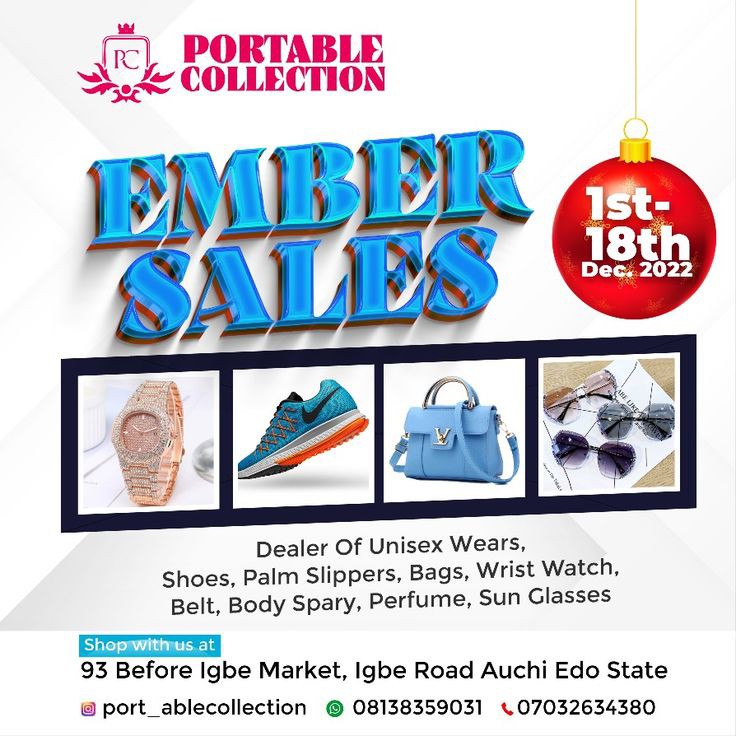 PC
PORTABLE
COLLECTION
EMBER
SALES
1st-
18th
Dec. 2022
Dealer Of Unisex Wears,
Shoes, Palm Slippers, Bags, Wrist Watch,
Belt, Body Spary, Perfume, Sun Glasses
Shop with us at
93 Before Igbe Market, Igbe Road Auchi Edo State
port_ablecollection 08138359031 07032634380